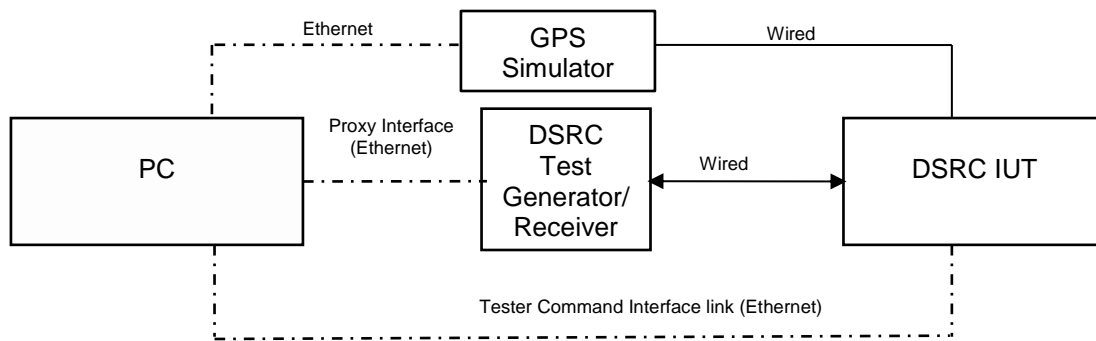 Ethernet
GPS
Simulator
Wired
PC
Proxy Interface
(Ethernet)
DSRC
Test
Generator/
Receiver
Wired
DSRC IUT
Tester Command Interface link (Ethernet)